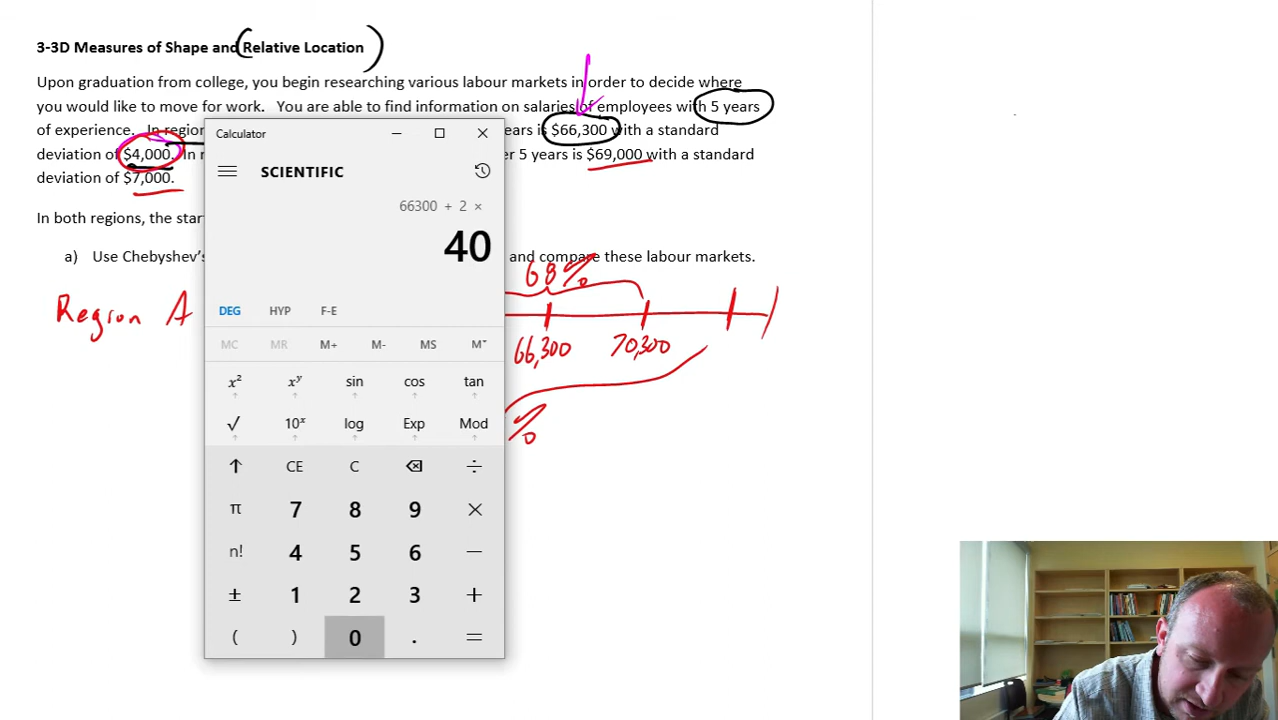 3-3D Measures of Shape and (Relative Location)
Upon graduation from college, you begin researching various labour markets in order to decide where
you would like to move for work. You are able to find information on salaries of employees with 5 years
of experience. In region ears is $66,300 with a standard
deviation of $4,000. In r er 5 years is $69,000 with a standard
deviation of $7,000.
In both regions, the star
a) Use Chebyshev's and compare these labour markets.
Region A
68%
66,300 70,300
%
Calculator
SCIENTIFIC
66300 + 2 ×
40
DEG HYP F-E
MC MR M+ M- MS M˅
x² xʸ sin cos tan
√ 10ˣ log Exp Mod
↑ CE C ⌫ ÷
π 7 8 9 ×
n! 4 5 6 −
± 1 2 3 +
( ) 0 . =